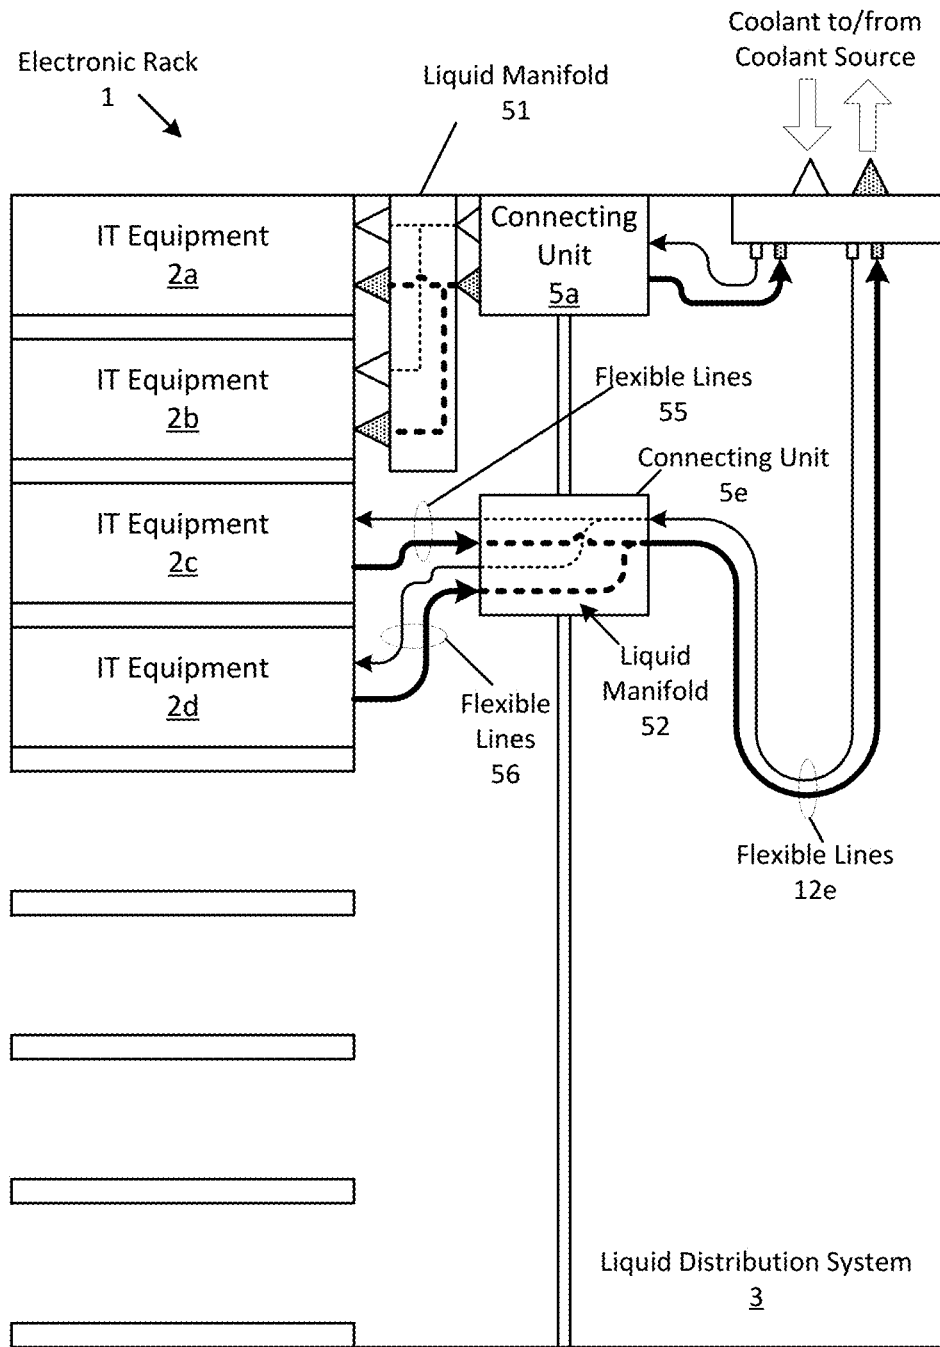 Electronic Rack
1
Liquid Manifold
51
Coolant to/from
Coolant Source
IT Equipment
2a
Connecting
Unit
5a
IT Equipment
2b
Flexible Lines
55
Connecting Unit
5e
IT Equipment
2c
IT Equipment
2d
Liquid
Manifold
52
Flexible
Lines
56
Flexible Lines
12e
Liquid Distribution System
3